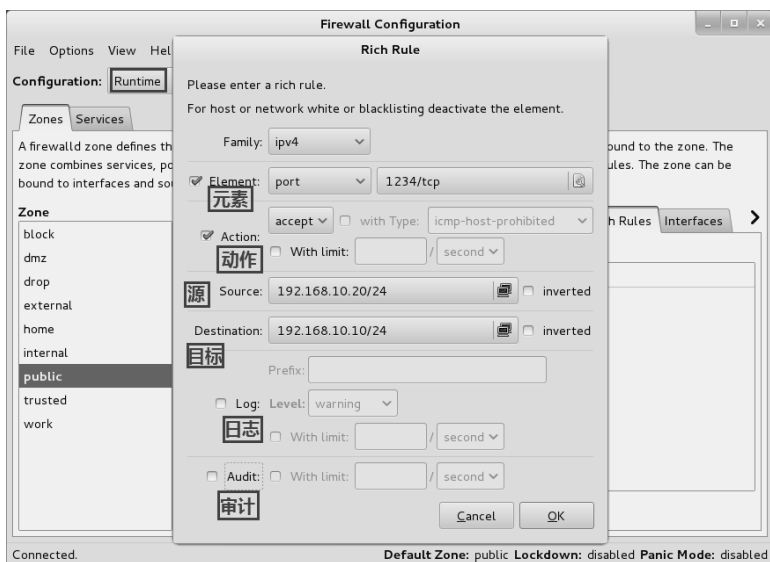 Firewall Configuration
File Options View Hel
Rich Rule
Configuration: Runtime
Please enter a rich rule.
For host or network white or blacklisting deactivate the element.
Zones Services
A firewalld zone defines th
zone combines services, po
bound to interfaces and sou
ound to the zone. The
ules. The zone can be
Family: ipv4
Element: port 1234/tcp
元素
Zone
block
dmz
drop
external
home
internal
public
trusted
work
h Rules Interfaces
accept with Type: icmp-host-prohibited
Action:
动作
With limit: / second
源
Source: 192.168.10.20/24 inverted
Destination: 192.168.10.10/24 inverted
目标
Prefix:
Log: Level: warning
日志
With limit: / second
Audit: With limit: / second
审计
Cancel OK
Connected.
Default Zone: public Lockdown: disabled Panic Mode: disabled